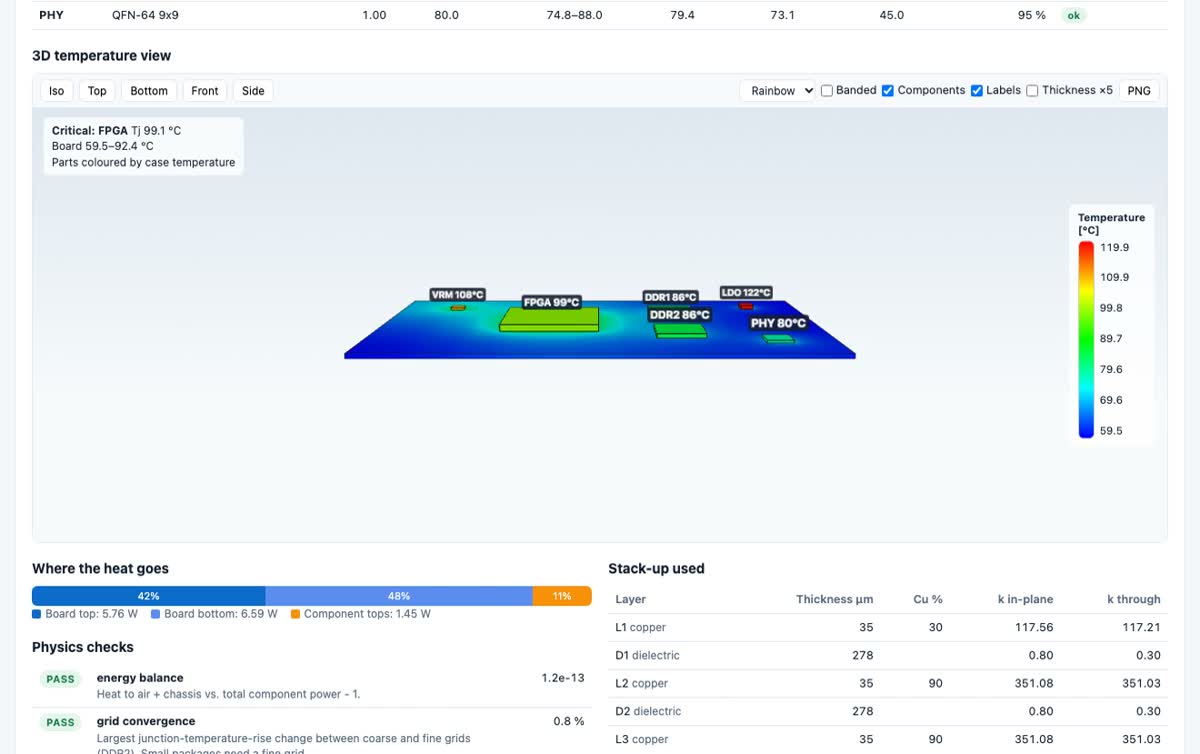 PHY QFN-64 9x9 1.00 80.0 74.8–88.0 79.4 73.1 45.0 95 % ok
3D temperature view
Iso Top Bottom Front Side Rainbow Banded Components Labels Thickness ×5 PNG
Critical: FPGA Tj 99.1 °C
Board 59.5–92.4 °C
Parts coloured by case temperature
Temperature
[°C]
119.9
109.9
99.8
89.7
79.6
69.6
59.5
VRM 108°C
FPGA 99°C
DDR1 86°C
LDO 122°C
DDR2 86°C
PHY 80°C
Where the heat goes
42% 48% 11%
Board top: 5.76 W Board bottom: 6.59 W Component tops: 1.45 W
Physics checks
PASS energy balance 1.2e-13
Heat to air + chassis vs. total component power - 1.
PASS grid convergence 0.8 %
Largest junction-temperature-rise change between coarse and fine grids
(DDR2). Small packages need a fine grid.
Stack-up used
Layer Thickness µm Cu % k in-plane k through
L1 copper 35 30 117.56 117.21
D1 dielectric 278 0.80 0.30
L2 copper 35 90 351.08 351.03
D2 dielectric 278 0.80 0.30
L3 copper 35 90 351.08 351.03